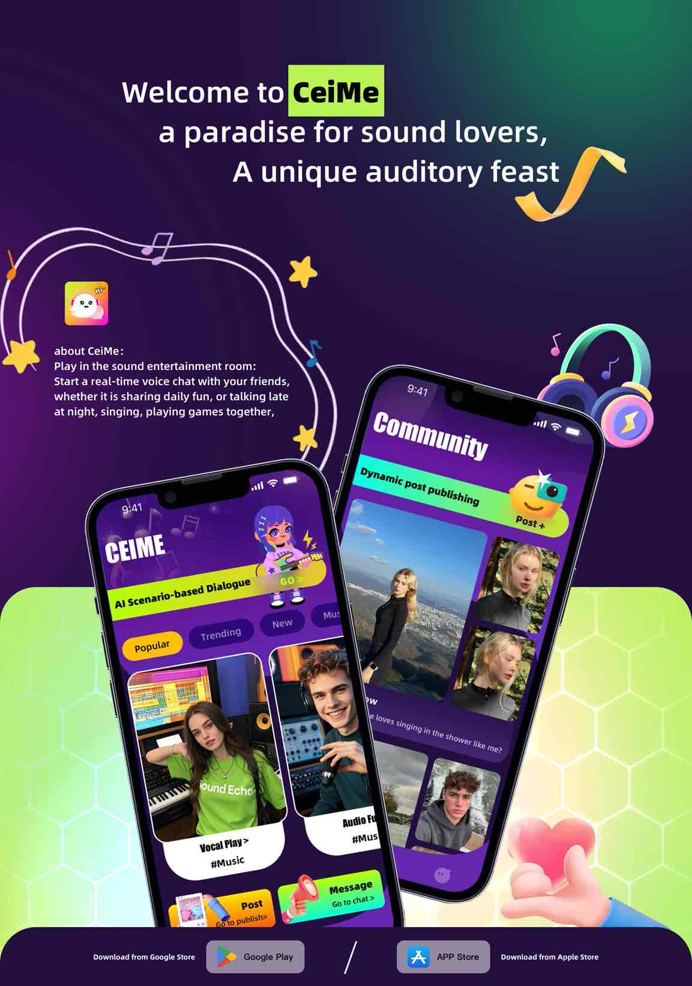 Welcome to CeiMe
a paradise for sound lovers,
A unique auditory feast
Hi~
about CeiMe:
Play in the sound entertainment room:
Start a real-time voice chat with your friends,
whether it is sharing daily fun, or talking late
at night, singing, playing games together,
9:41
Community
Dynamic post publishing
Post +
e loves singing in the shower like me?
9:41
CEIME
AI Scenario-based Dialogue
GO >
Popular
Trending
New
Mus
ound Echo
Vocal Play >
#Music
Audio Fu
#Mus
Post
Go to publish>
Message
Go to chat >
Download from Google Store
Google Play
/
APP Store
Download from Apple Store